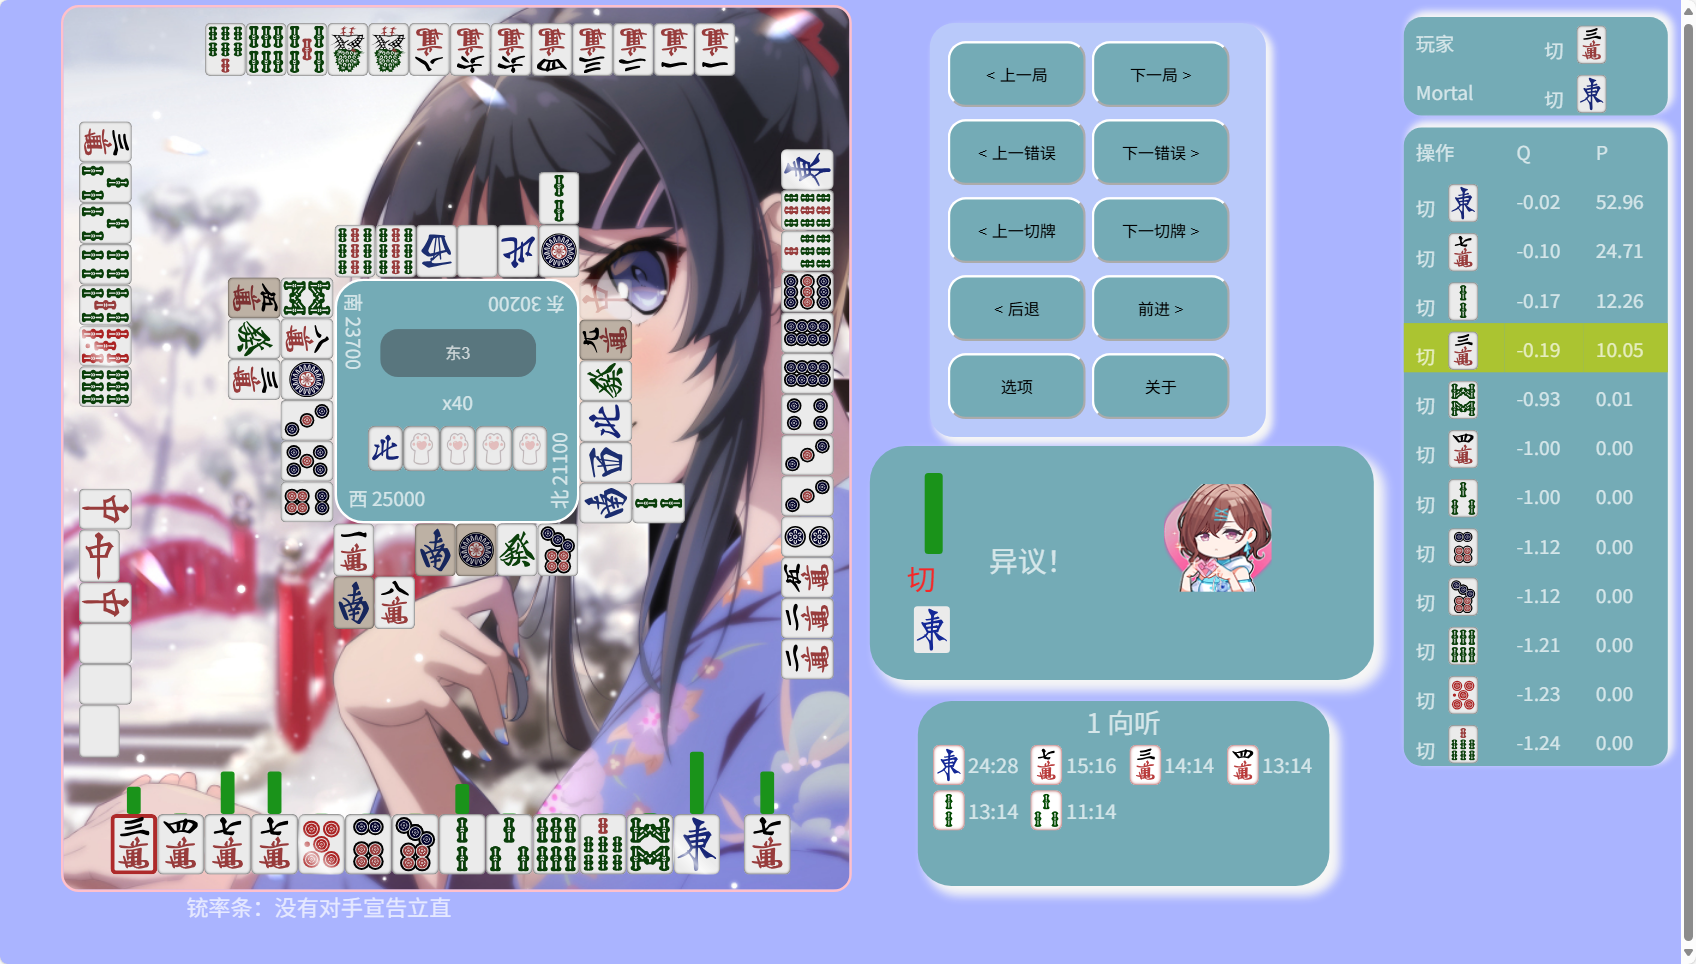 南 23700
东 30200
东3
x40
西 25000
北 21100
铳率条：没有对手宣告立直
< 上一局
下一局 >
< 上一错误
下一错误 >
< 上一切牌
下一切牌 >
< 后退
前进 >
选项
关于
切
异议！
1 向听
24:28
15:16
14:14
13:14
13:14
11:14
玩家 切
Mortal 切
操作 Q P
切 -0.02 52.96
切 -0.10 24.71
切 -0.17 12.26
切 -0.19 10.05
切 -0.93 0.01
切 -1.00 0.00
切 -1.00 0.00
切 -1.12 0.00
切 -1.12 0.00
切 -1.21 0.00
切 -1.23 0.00
切 -1.24 0.00